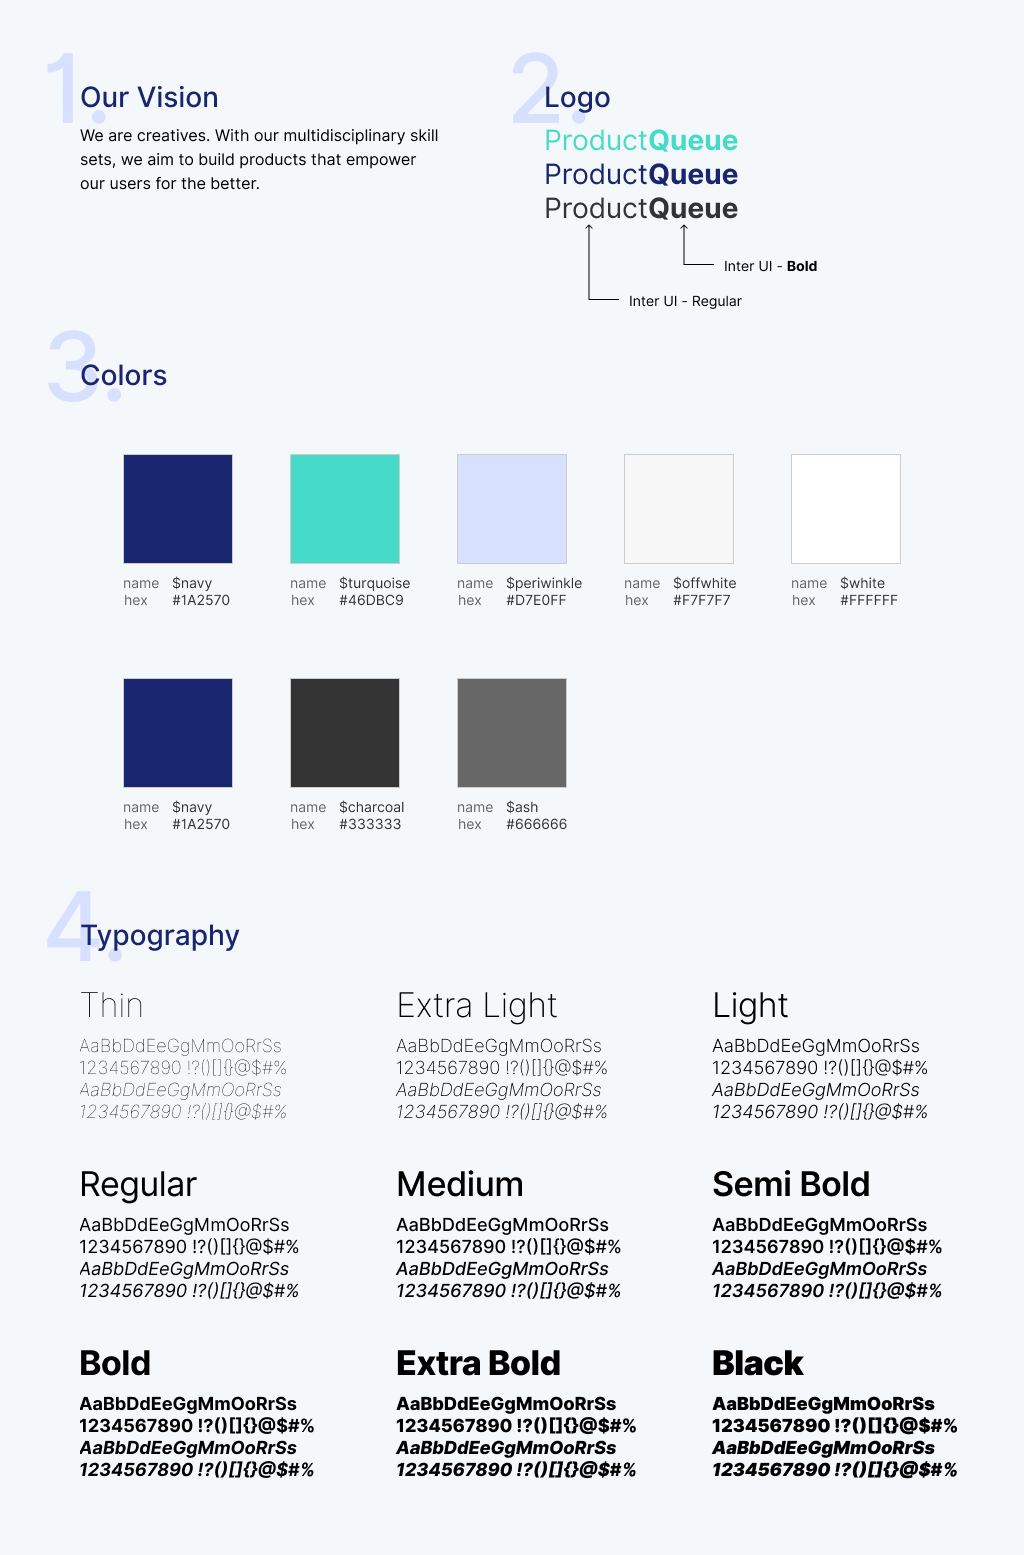 1.
Our Vision
We are creatives. With our multidisciplinary skill
sets, we aim to build products that empower
our users for the better.
2.
Logo
ProductQueue
ProductQueue
ProductQueue
Inter UI - Bold
Inter UI - Regular
3.
Colors
name $navy
hex #1A2570
name $turquoise
hex #46DBC9
name $periwinkle
hex #D7E0FF
name $offwhite
hex #F7F7F7
name $white
hex #FFFFFF
name $navy
hex #1A2570
name $charcoal
hex #333333
name $ash
hex #666666
4.
Typography
Thin
AaBbDdEeGgMmOoRrSs
1234567890 !?()[]{}@$#%
AaBbDdEeGgMmOoRrSs
1234567890 !?()[]{}@$#%
Extra Light
AaBbDdEeGgMmOoRrSs
1234567890 !?()[]{}@$#%
AaBbDdEeGgMmOoRrSs
1234567890 !?()[]{}@$#%
Light
AaBbDdEeGgMmOoRrSs
1234567890 !?()[]{}@$#%
AaBbDdEeGgMmOoRrSs
1234567890 !?()[]{}@$#%
Regular
AaBbDdEeGgMmOoRrSs
1234567890 !?()[]{}@$#%
AaBbDdEeGgMmOoRrSs
1234567890 !?()[]{}@$#%
Medium
AaBbDdEeGgMmOoRrSs
1234567890 !?()[]{}@$#%
AaBbDdEeGgMmOoRrSs
1234567890 !?()[]{}@$#%
Semi Bold
AaBbDdEeGgMmOoRrSs
1234567890 !?()[]{}@$#%
AaBbDdEeGgMmOoRrSs
1234567890 !?()[]{}@$#%
Bold
AaBbDdEeGgMmOoRrSs
1234567890 !?()[]{}@$#%
AaBbDdEeGgMmOoRrSs
1234567890 !?()[]{}@$#%
Extra Bold
AaBbDdEeGgMmOoRrSs
1234567890 !?()[]{}@$#%
AaBbDdEeGgMmOoRrSs
1234567890 !?()[]{}@$#%
Black
AaBbDdEeGgMmOoRrSs
1234567890 !?()[]{}@$#%
AaBbDdEeGgMmOoRrSs
1234567890 !?()[]{}@$#%